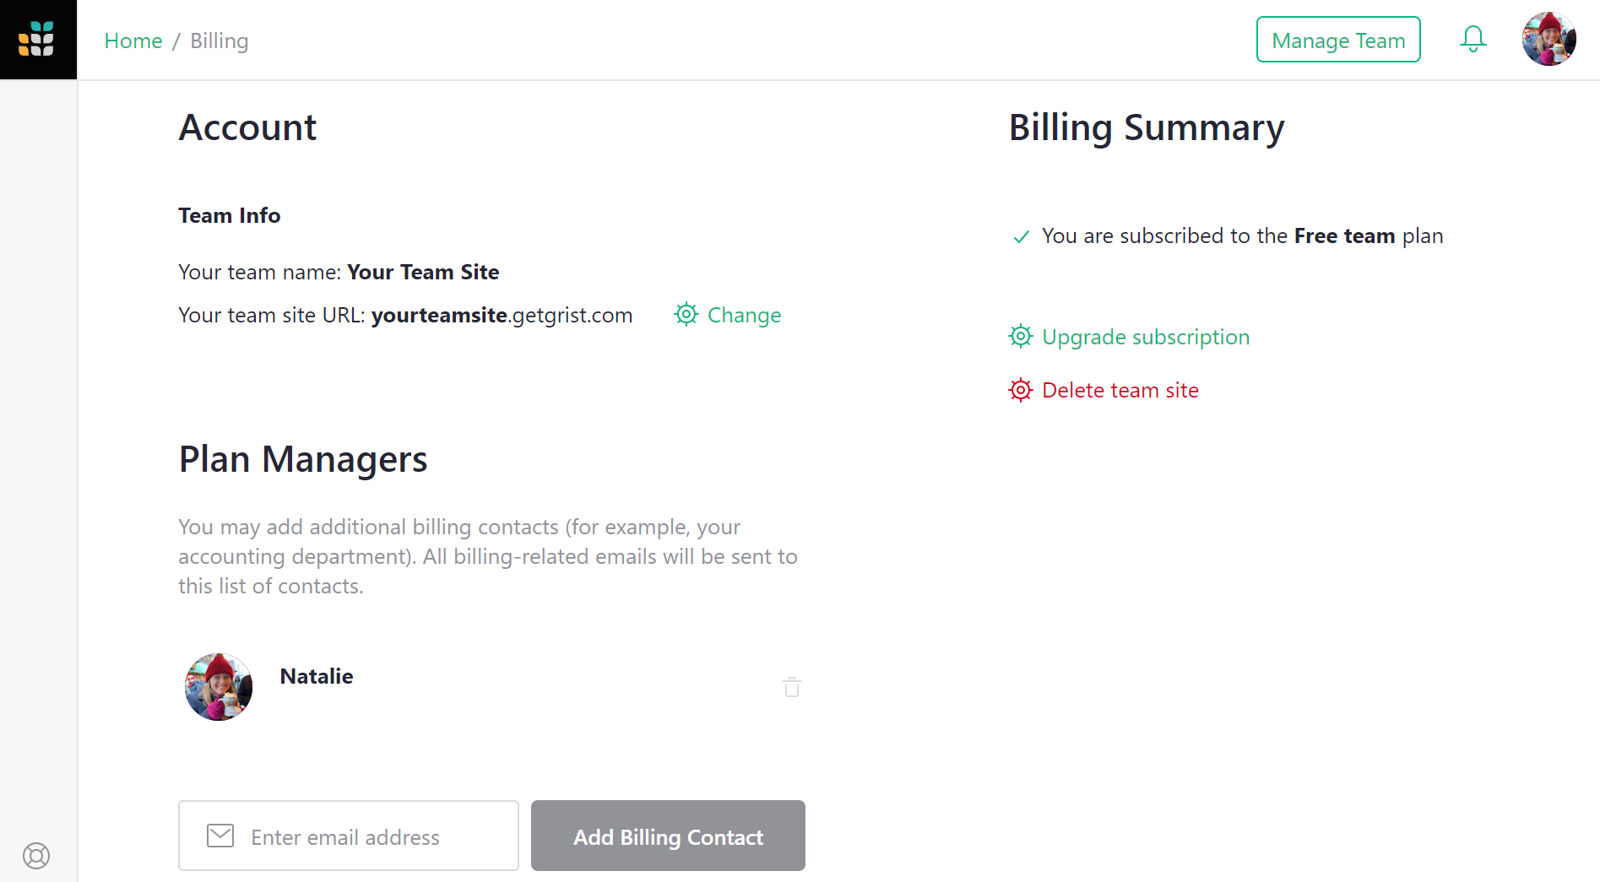 Home / Billing
Manage Team
Account
Team Info
Your team name: Your Team Site
Your team site URL: yourteamsite.getgrist.com
Change
Billing Summary
You are subscribed to the Free team plan
Upgrade subscription
Delete team site
Plan Managers
You may add additional billing contacts (for example, your
accounting department). All billing-related emails will be sent to
this list of contacts.
Natalie
Enter email address
Add Billing Contact